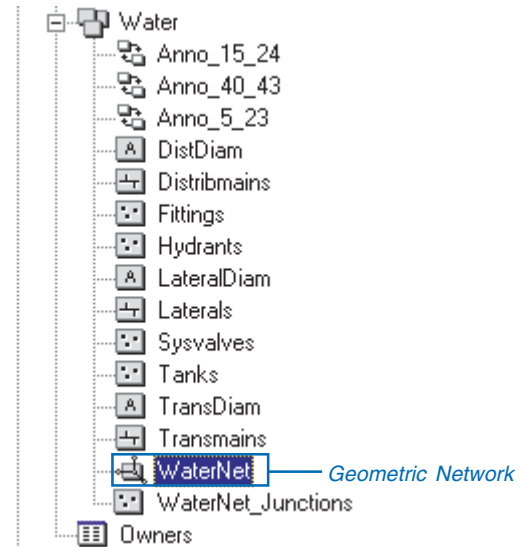 Water
Anno_15_24
Anno_40_43
Anno_5_23
A DistDiam
Distribmains
Fittings
Hydrants
A LateralDiam
Laterals
Sysvalves
Tanks
A TransDiam
Transmains
WaterNet Geometric Network
WaterNet_Junctions
Owners